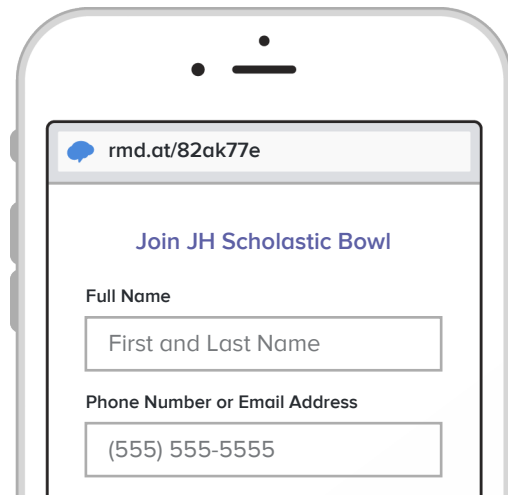 rmd.at/82ak77e
Join JH Scholastic Bowl
Full Name
First and Last Name
Phone Number or Email Address
(555) 555-5555